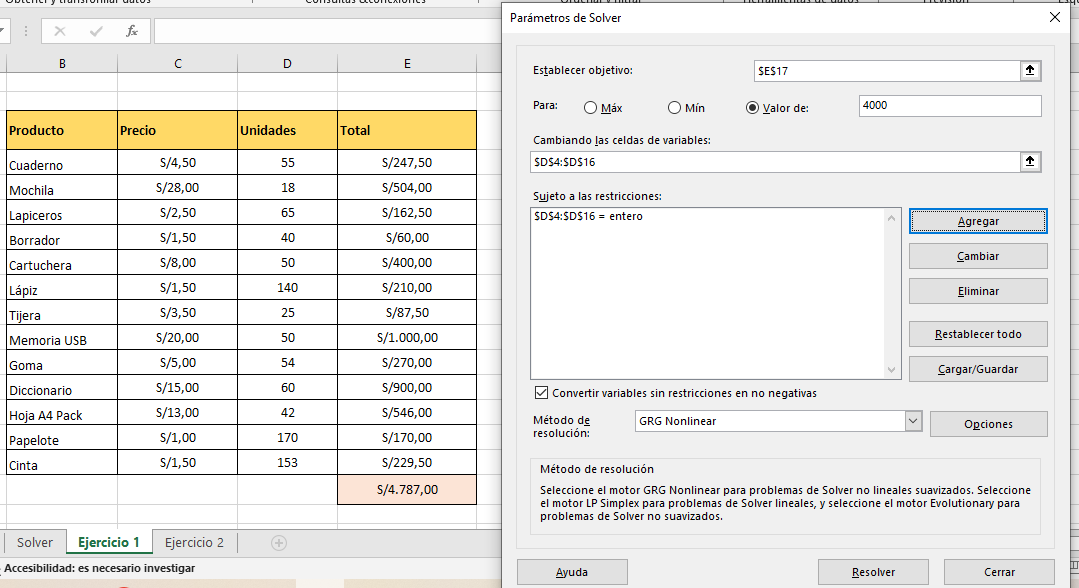 Obtener y transformar datos
Consultas &conexiones
Ordenar y filtrar
Herramientas de datos
Previsión
fx
B C D E
Producto Precio Unidades Total
Cuaderno S/4,50 55 S/247,50
Mochila S/28,00 18 S/504,00
Lapiceros S/2,50 65 S/162,50
Borrador S/1,50 40 S/60,00
Cartuchera S/8,00 50 S/400,00
Lápiz S/1,50 140 S/210,00
Tijera S/3,50 25 S/87,50
Memoria USB S/20,00 50 S/1.000,00
Goma S/5,00 54 S/270,00
Diccionario S/15,00 60 S/900,00
Hoja A4 Pack S/13,00 42 S/546,00
Papelote S/1,00 170 S/170,00
Cinta S/1,50 153 S/229,50
S/4.787,00
Solver Ejercicio 1 Ejercicio 2
Accesibilidad: es necesario investigar
Parámetros de Solver
Establecer objetivo: $E$17
Para: Máx Mín Valor de: 4000
Cambiando las celdas de variables:
$D$4:$D$16
Sujeto a las restricciones:
$D$4:$D$16 = entero
Agregar
Cambiar
Eliminar
Restablecer todo
Cargar/Guardar
Convertir variables sin restricciones en no negativas
Método de
resolución:
GRG Nonlinear
Opciones
Método de resolución
Seleccione el motor GRG Nonlinear para problemas de Solver no lineales suavizados. Seleccione
el motor LP Simplex para problemas de Solver lineales, y seleccione el motor Evolutionary para
problemas de Solver no suavizados.
Ayuda Resolver Cerrar